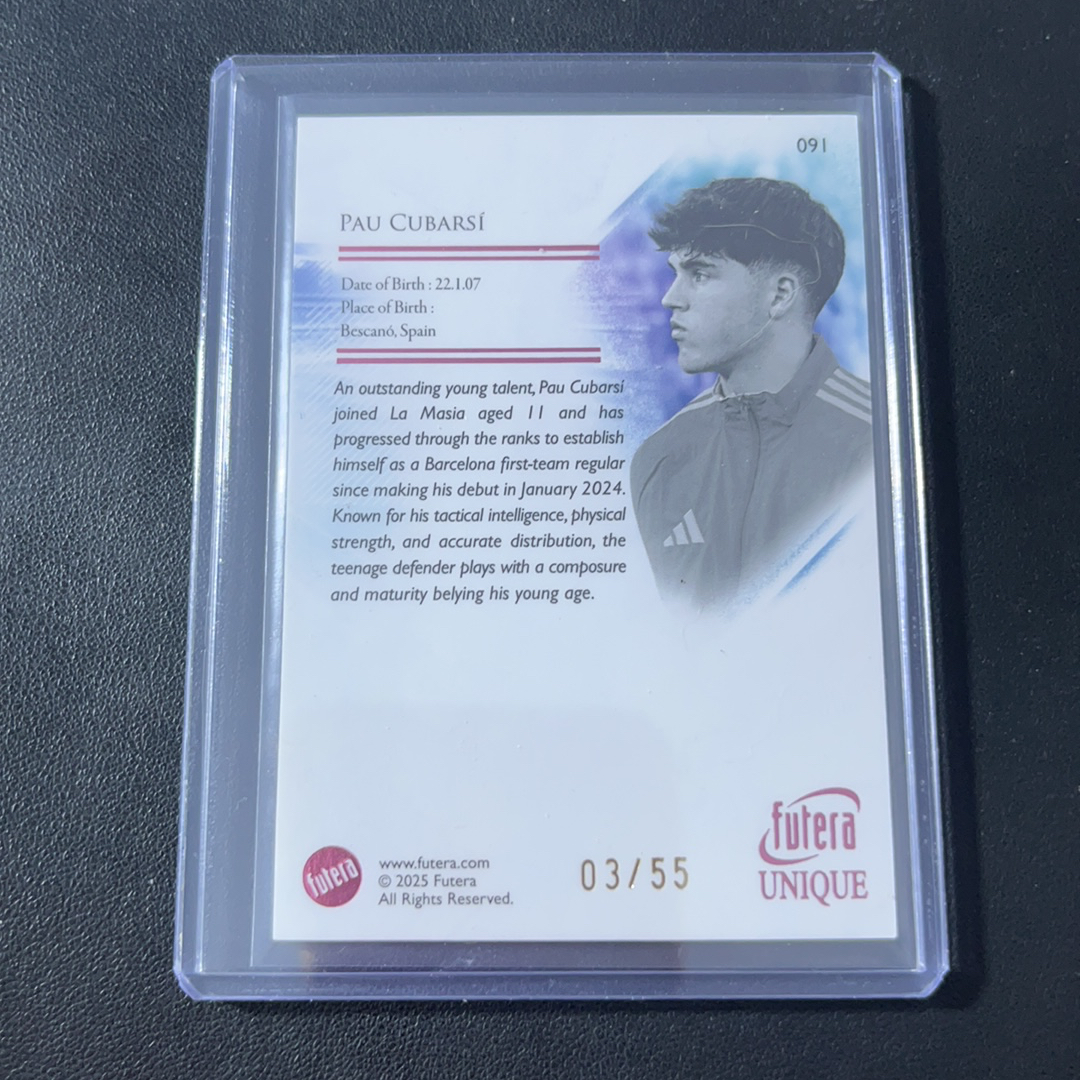 091
PAU CUBARSÍ
Date of Birth : 22.1.07
Place of Birth :
Bescanó, Spain
An outstanding young talent, Pau Cubarsí
joined La Masia aged 11 and has
progressed through the ranks to establish
himself as a Barcelona first-team regular
since making his debut in January 2024.
Known for his tactical intelligence, physical
strength, and accurate distribution, the
teenage defender plays with a composure
and maturity belying his young age.
futera
www.futera.com
© 2025 Futera
All Rights Reserved.
03/55
futera
UNIQUE